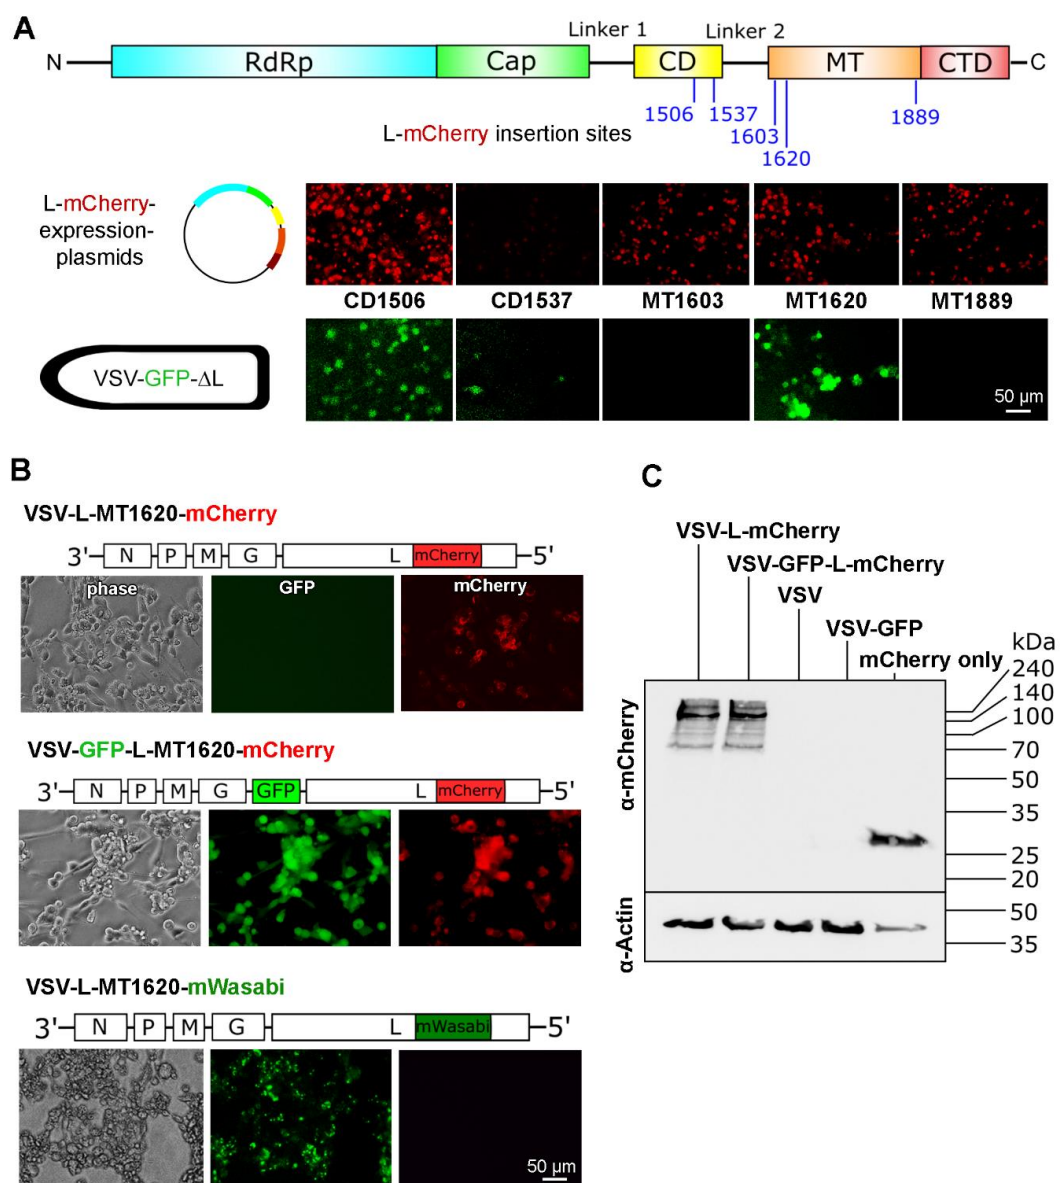 A
Linker 1 Linker 2
N RdRp Cap CD MT CTD C
1506 1537 1889
L-mCherry insertion sites 1603
1620
L-mCherry-
expression-
plasmids
CD1506 CD1537 MT1603 MT1620 MT1889
VSV-GFP-ΔL
50 µm
B
VSV-L-MT1620-mCherry
3' N P M G L mCherry 5'
phase GFP mCherry
VSV-GFP-L-MT1620-mCherry
3' N P M G GFP L mCherry 5'
VSV-L-MT1620-mWasabi
3' N P M G L mWasabi 5'
50 µm
C
VSV-L-mCherry
VSV-GFP-L-mCherry
VSV
VSV-GFP
mCherry only
kDa
240
140
100
70
50
35
25
20
α-mCherry
50
35
α-Actin